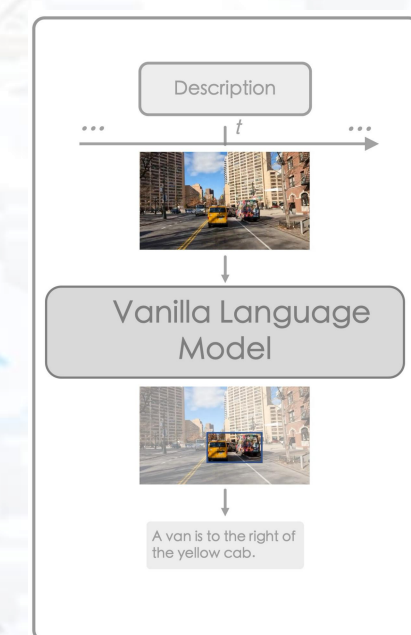 Description
... t ...
Vanilla Language
Model
A van is to the right of
the yellow cab.